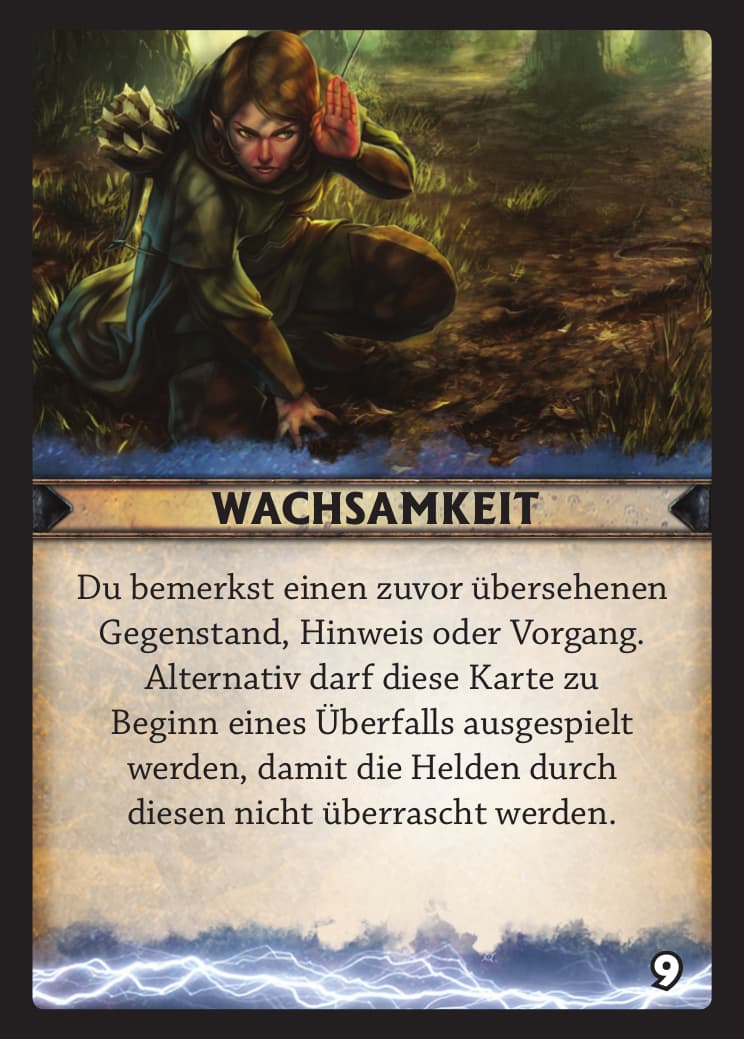 WACHSAMKEIT
Du bemerkst einen zuvor übersehenen
Gegenstand, Hinweis oder Vorgang.
Alternativ darf diese Karte zu
Beginn eines Überfalls ausgespielt
werden, damit die Helden durch
diesen nicht überrascht werden.
9